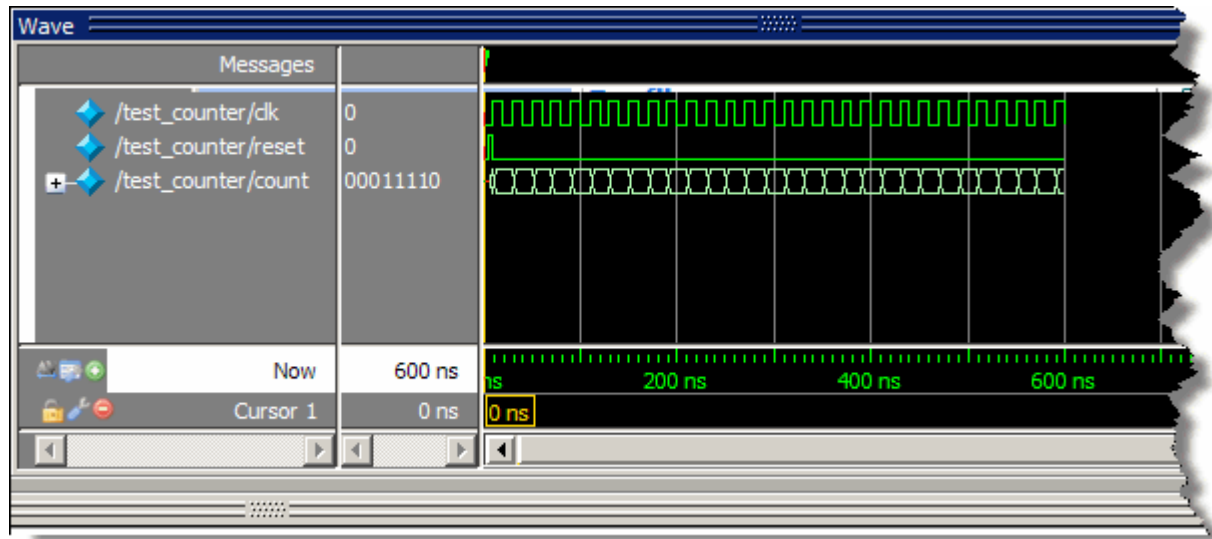 Wave
Messages
/test_counter/clk 0
/test_counter/reset 0
/test_counter/count 00011110
Now 600 ns
ns 200 ns 400 ns 600 ns
Cursor 1 0 ns 0 ns